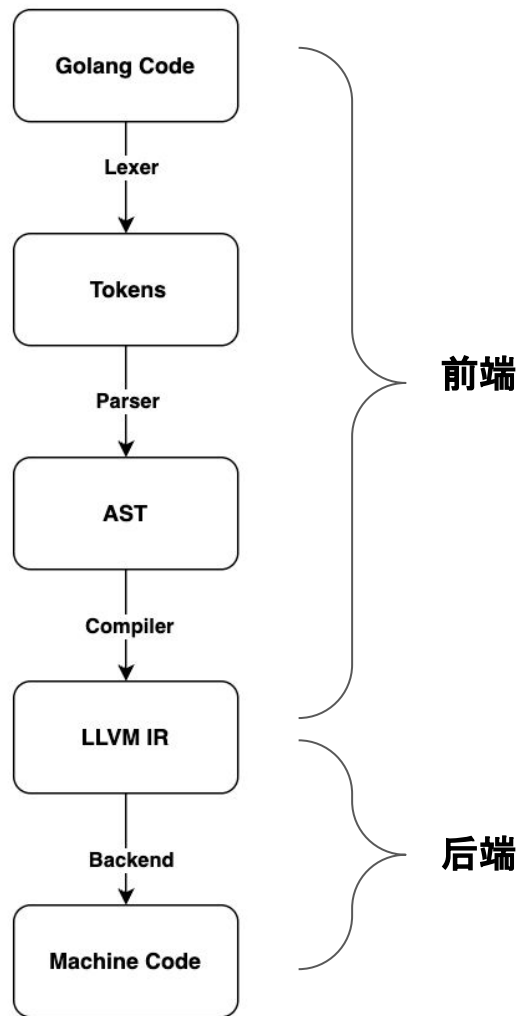 Golang Code
Lexer
Tokens
Parser
前端
AST
Compiler
LLVM IR
Backend
后端
Machine Code